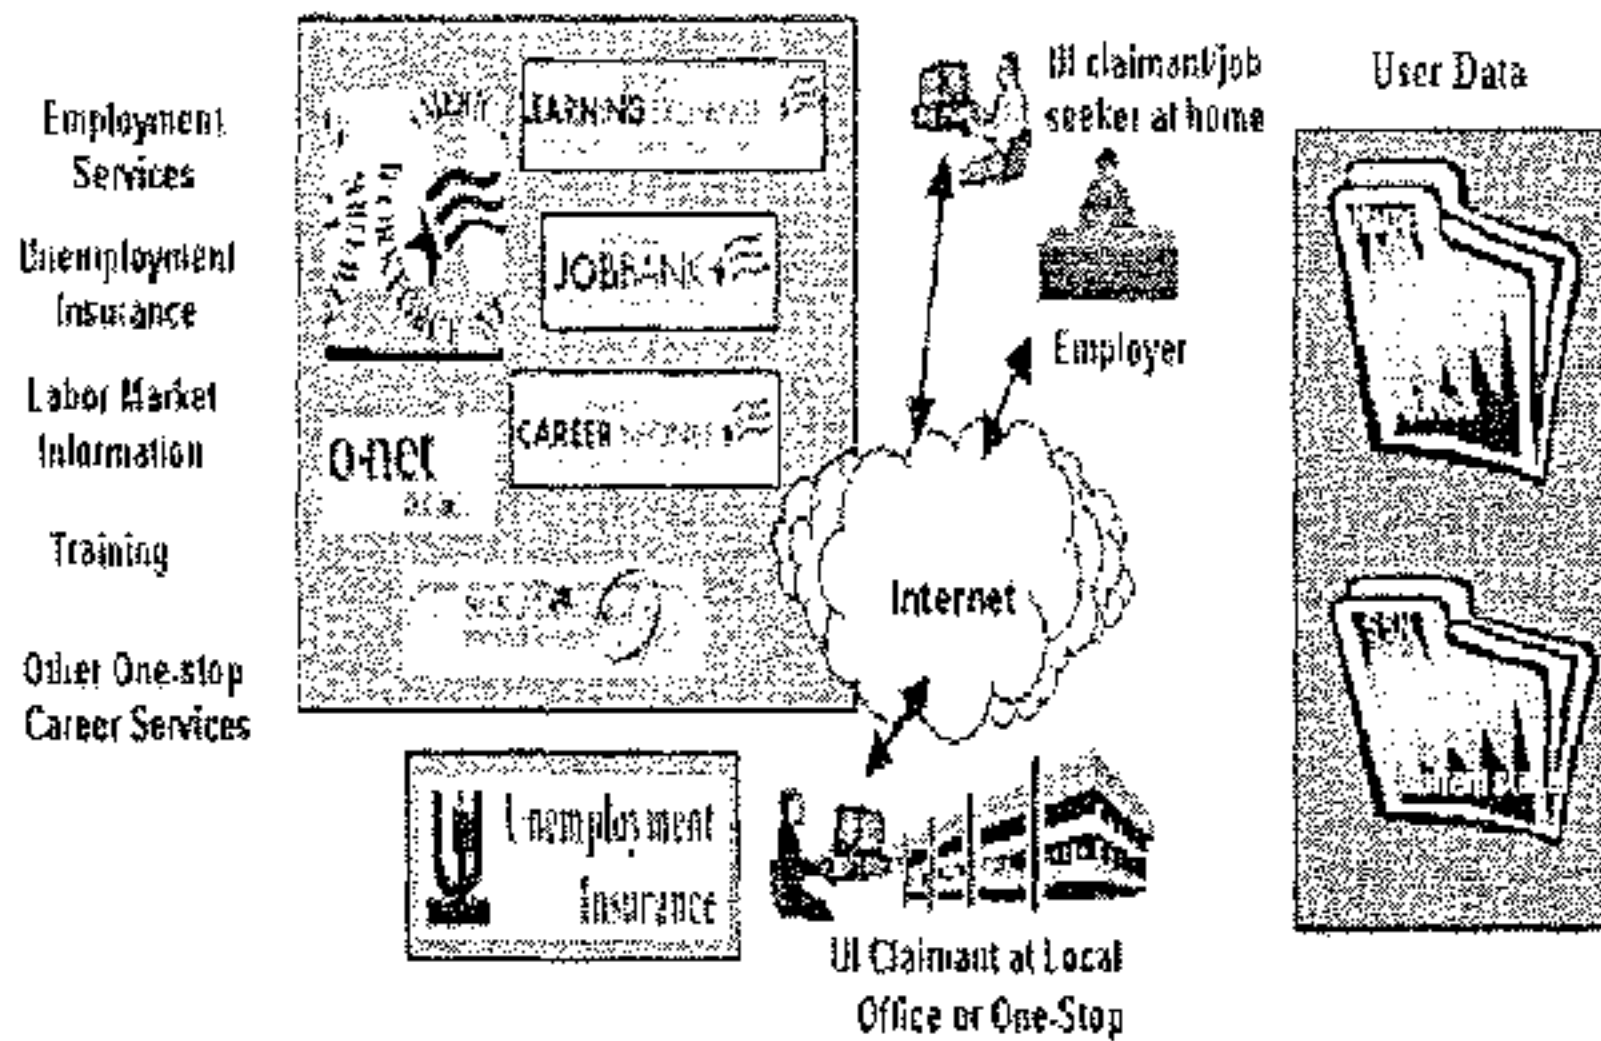 Employment
Services
Unemployment
Insurance
Labor Market
Information
Training
Other One-stop
Career Services
LEARNING
JOBBANK
CAREER
o·net
Unemployment
Insurance
UI claimant/job
seeker at home
Employer
Internet
UI Claimant at Local
Office or One-Stop
User Data